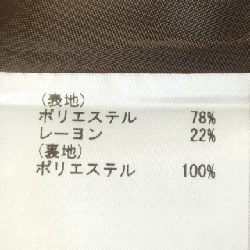 (表地)
ポリエステル 78%
レーヨン 22%
(裏地)
ポリエステル 100%